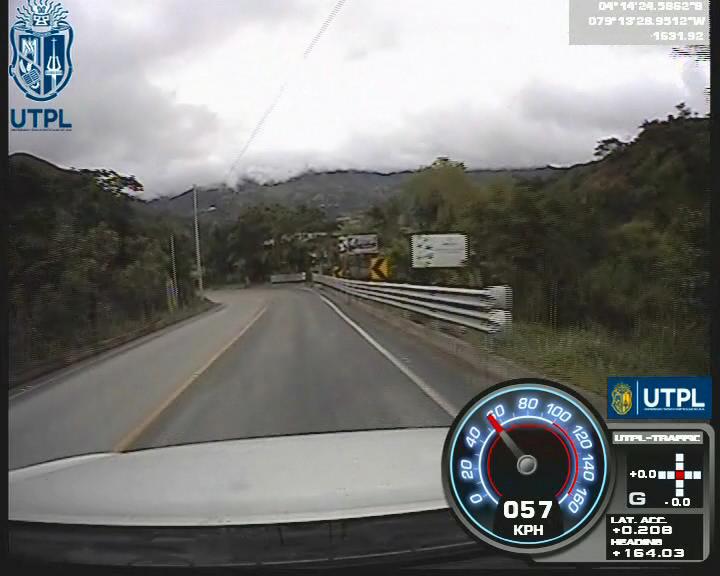 UTPL
04°14'24.5862"S
079°13'28.9512"W
1631.92
UTPL
UTPL-TRAFFIC
0 20 40 60 80 100 120 140 160
057
KPH
+0.0
G
-0.0
LAT. ACC.
+0.208
HEADING
+164.03